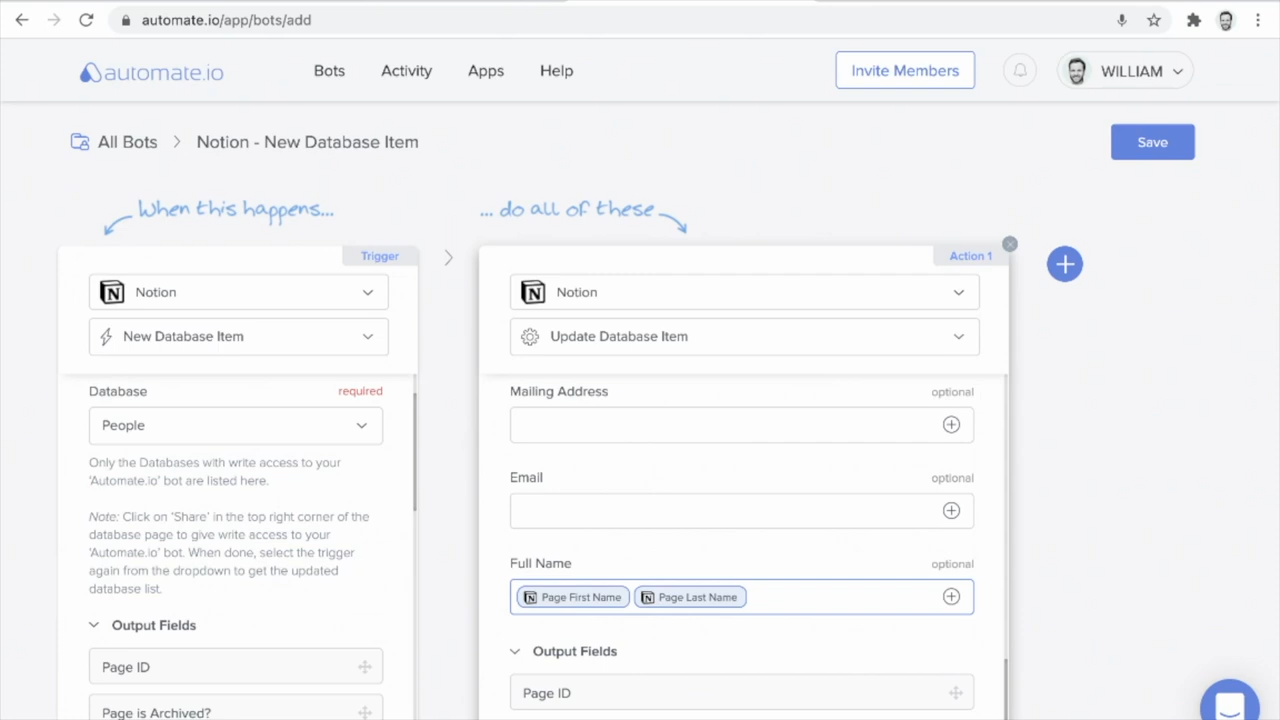 automate.io/app/bots/add
automate.io
Bots
Activity
Apps
Help
Invite Members
WILLIAM
All Bots
Notion - New Database Item
Save
When this happens...
... do all of these
Trigger
Notion
New Database Item
Database
required
People
Only the Databases with write access to your
'Automate.io' bot are listed here.
Note: Click on 'Share' in the top right corner of the
database page to give write access to your
'Automate.io' bot. When done, select the trigger
again from the dropdown to get the updated
database list.
Output Fields
Page ID
Page is Archived?
Action 1
Notion
Update Database Item
Mailing Address
optional
Email
optional
Full Name
optional
Page First Name
Page Last Name
Output Fields
Page ID